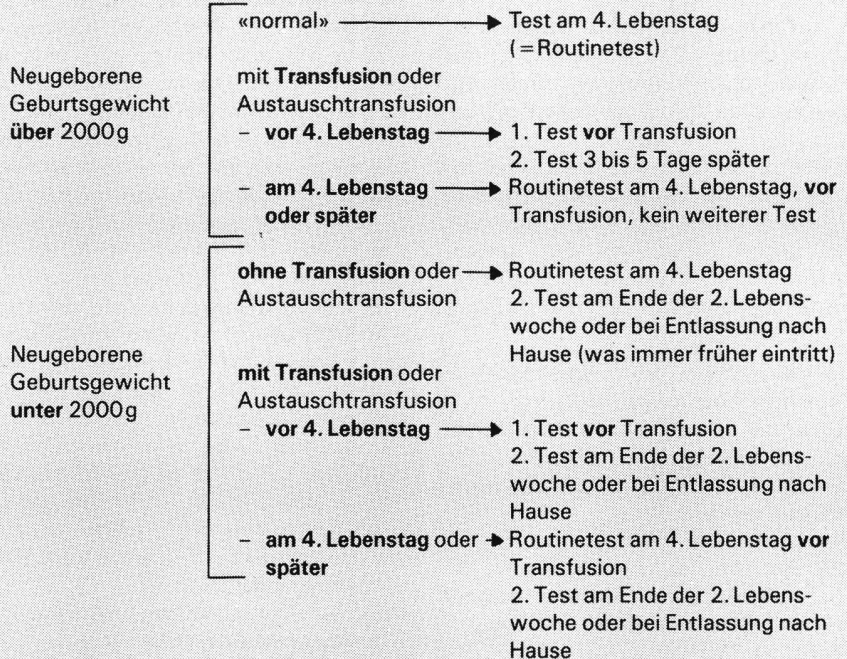 «normal» Test am 4. Lebenstag
(=Routinetest)
Neugeborene
Geburtsgewicht
über 2000g
mit Transfusion oder
Austauschtransfusion
– vor 4. Lebenstag 1. Test vor Transfusion
2. Test 3 bis 5 Tage später
– am 4. Lebenstag Routinetest am 4. Lebenstag, vor
oder später Transfusion, kein weiterer Test
ohne Transfusion oder Routinetest am 4. Lebenstag
Austauschtransfusion 2. Test am Ende der 2. Lebens-
woche oder bei Entlassung nach
Hause (was immer früher eintritt)
Neugeborene
Geburtsgewicht
unter 2000g
mit Transfusion oder
Austauschtransfusion
– vor 4. Lebenstag 1. Test vor Transfusion
2. Test am Ende der 2. Lebens-
woche oder bei Entlassung nach
Hause
– am 4. Lebenstag oder Routinetest am 4. Lebenstag vor
später Transfusion
2. Test am Ende der 2. Lebens-
woche oder bei Entlassung nach
Hause